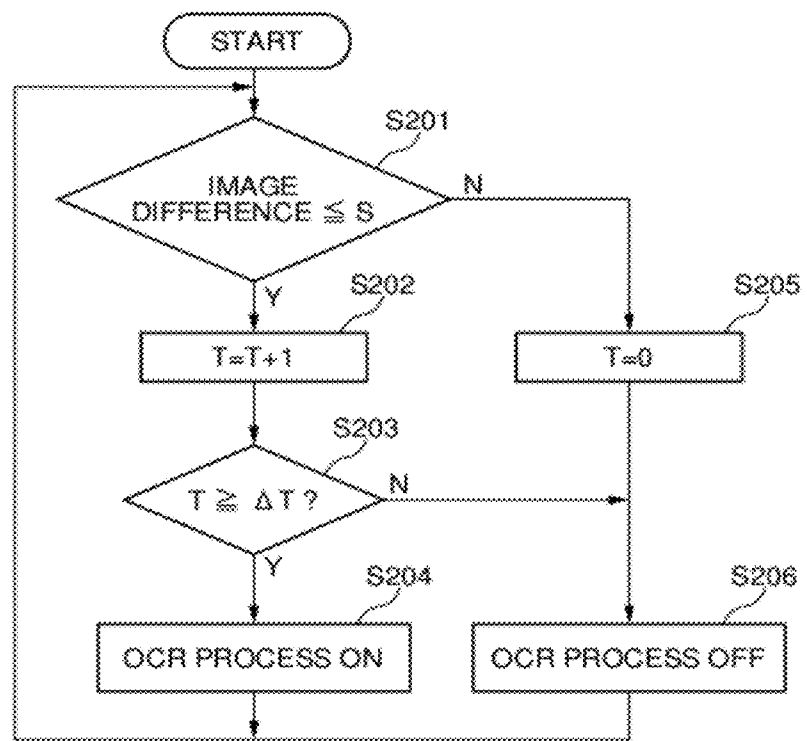 START
S201
IMAGE
DIFFERENCE ≦ S
N
Y
S202
T=T+1
S205
T=0
S203
T ≧ ΔT ?
N
Y
S204
OCR PROCESS ON
S206
OCR PROCESS OFF